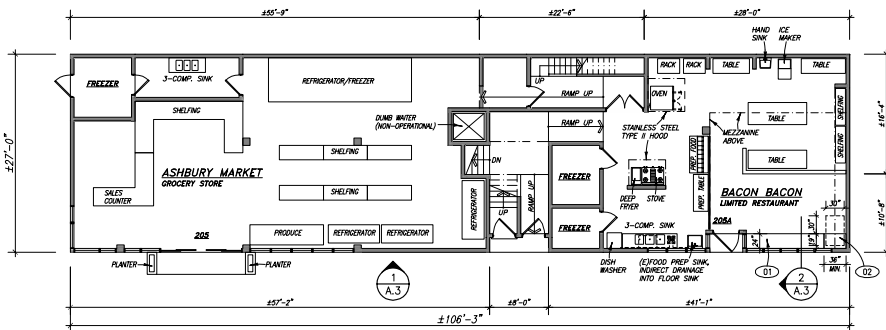 ±55'-9"
±22'-6"
±28'-0"
HAND SINK
ICE MAKER
FREEZER
3-COMP. SINK
REFRIGERATOR/FREEZER
UP
RAMP UP
RACK
RACK
TABLE
TABLE
OVEN
SHELFING
±27'-0"
±16'-4"
SHELFING
DUMB WAITER
(NON-OPERATIONAL)
RAMP UP
STAINLESS STEEL
TYPE II HOOD
MEZZANINE
ABOVE
TABLE
SHELFING
SHELFING
DN
PREP. FOOD
TABLE
ASHBURY MARKET
GROCERY STORE
SHELFING
FREEZER
DEEP
FRYER
STOVE
PREP. TABLE
BACON BACON
LIMITED RESTAURANT
SALES
COUNTER
REFRIGERATOR
UP
RAMP UP
FREEZER
3-COMP. SINK
205A
30"
30"
19"
24"
±10'-8"
205
PRODUCE
REFRIGERATOR
REFRIGERATOR
UP
PLANTER
PLANTER
DISH
WASHER
(E)FOOD PREP SINK,
INDIRECT DRAINAGE
INTO FLOOR SINK
01
36"
MIN.
02
1
A.3
2
A.3
±57'-2"
±8'-0"
±41'-1"
±106'-3"